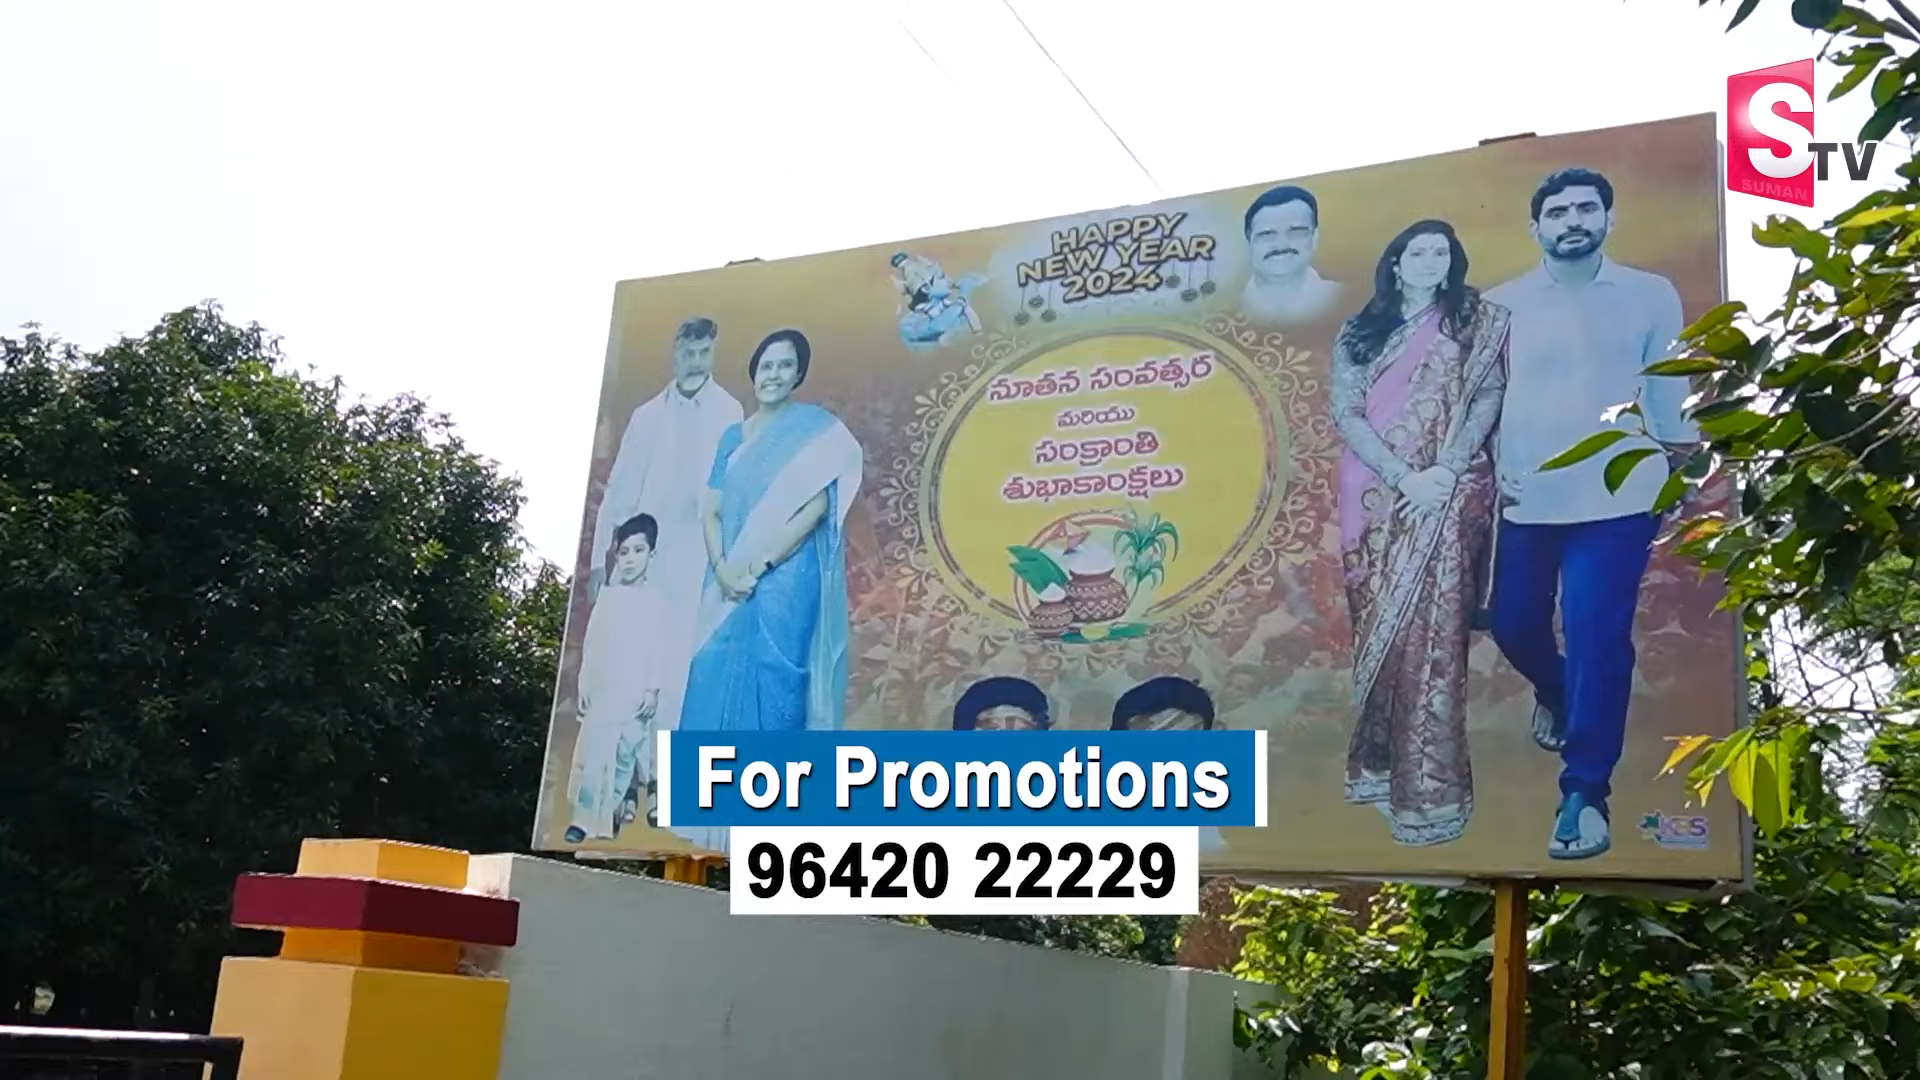 S TV
SUMAN
HAPPY
NEW YEAR
2024
నూతన సంవత్సర
మరియు
సంక్రాంతి
శుభాకాంక్షలు
For Promotions
96420 22229